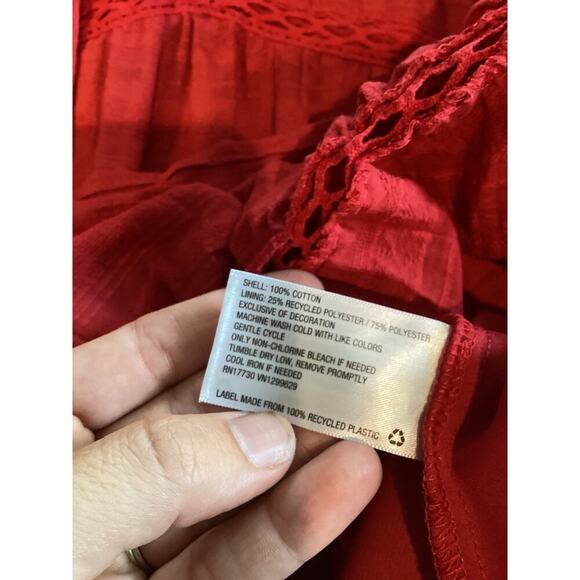 SHELL: 100% COTTON
LINING: 25% RECYCLED POLYESTER / 75% POLYESTER
EXCLUSIVE OF DECORATION
MACHINE WASH COLD WITH LIKE COLORS
GENTLE CYCLE
ONLY NON-CHLORINE BLEACH IF NEEDED
TUMBLE DRY LOW, REMOVE PROMPTLY
COOL IRON IF NEEDED
RN17730 VN1299629
LABEL MADE FROM 100% RECYCLED PLASTIC